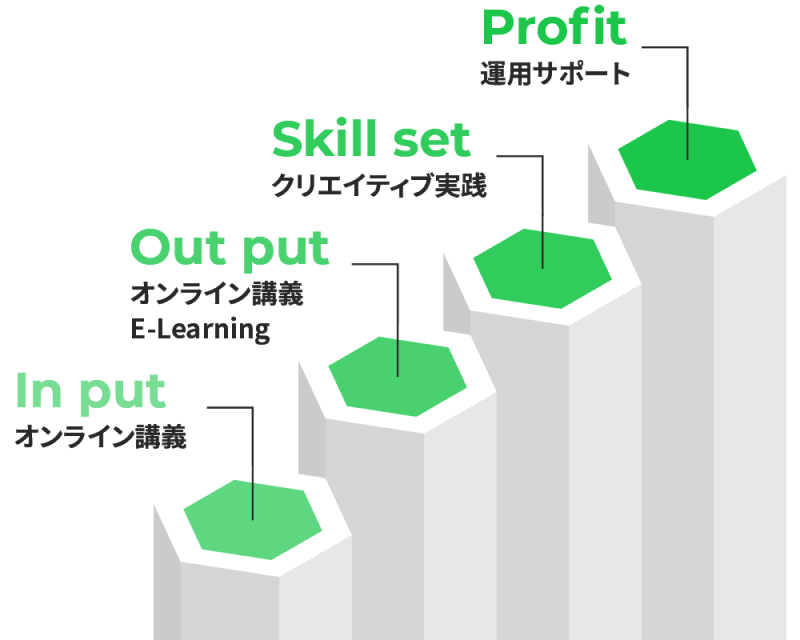 Profit
運用サポート
Skill set
クリエイティブ実践
Out put
オンライン講義
E-Learning
In put
オンライン講義